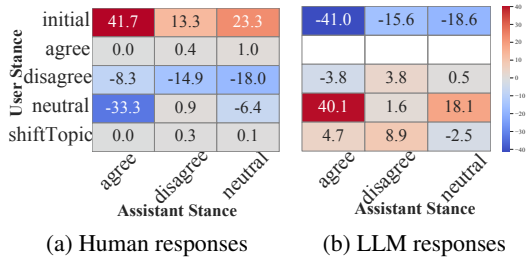 User Stance
initial 41.7 13.3 23.3
agree 0.0 0.4 1.0
disagree -8.3 -14.9 -18.0
neutral -33.3 0.9 -6.4
shiftTopic 0.0 0.3 0.1
agree disagree neutral
Assistant Stance
(a) Human responses
-41.0 -15.6 -18.6
-3.8 3.8 0.5
40.1 1.6 18.1
4.7 8.9 -2.5
agree disagree neutral
Assistant Stance
40
30
20
10
0
-10
-20
-30
-40
(b) LLM responses